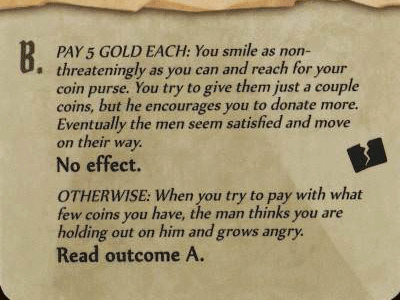 B. PAY 5 GOLD EACH: You smile as non-
threateningly as you can and reach for your
coin purse. You try to give them just a couple
coins, but he encourages you to donate more.
Eventually the men seem satisfied and move
on their way.
No effect.
OTHERWISE: When you try to pay with what
few coins you have, the man thinks you are
holding out on him and grows angry.
Read outcome A.